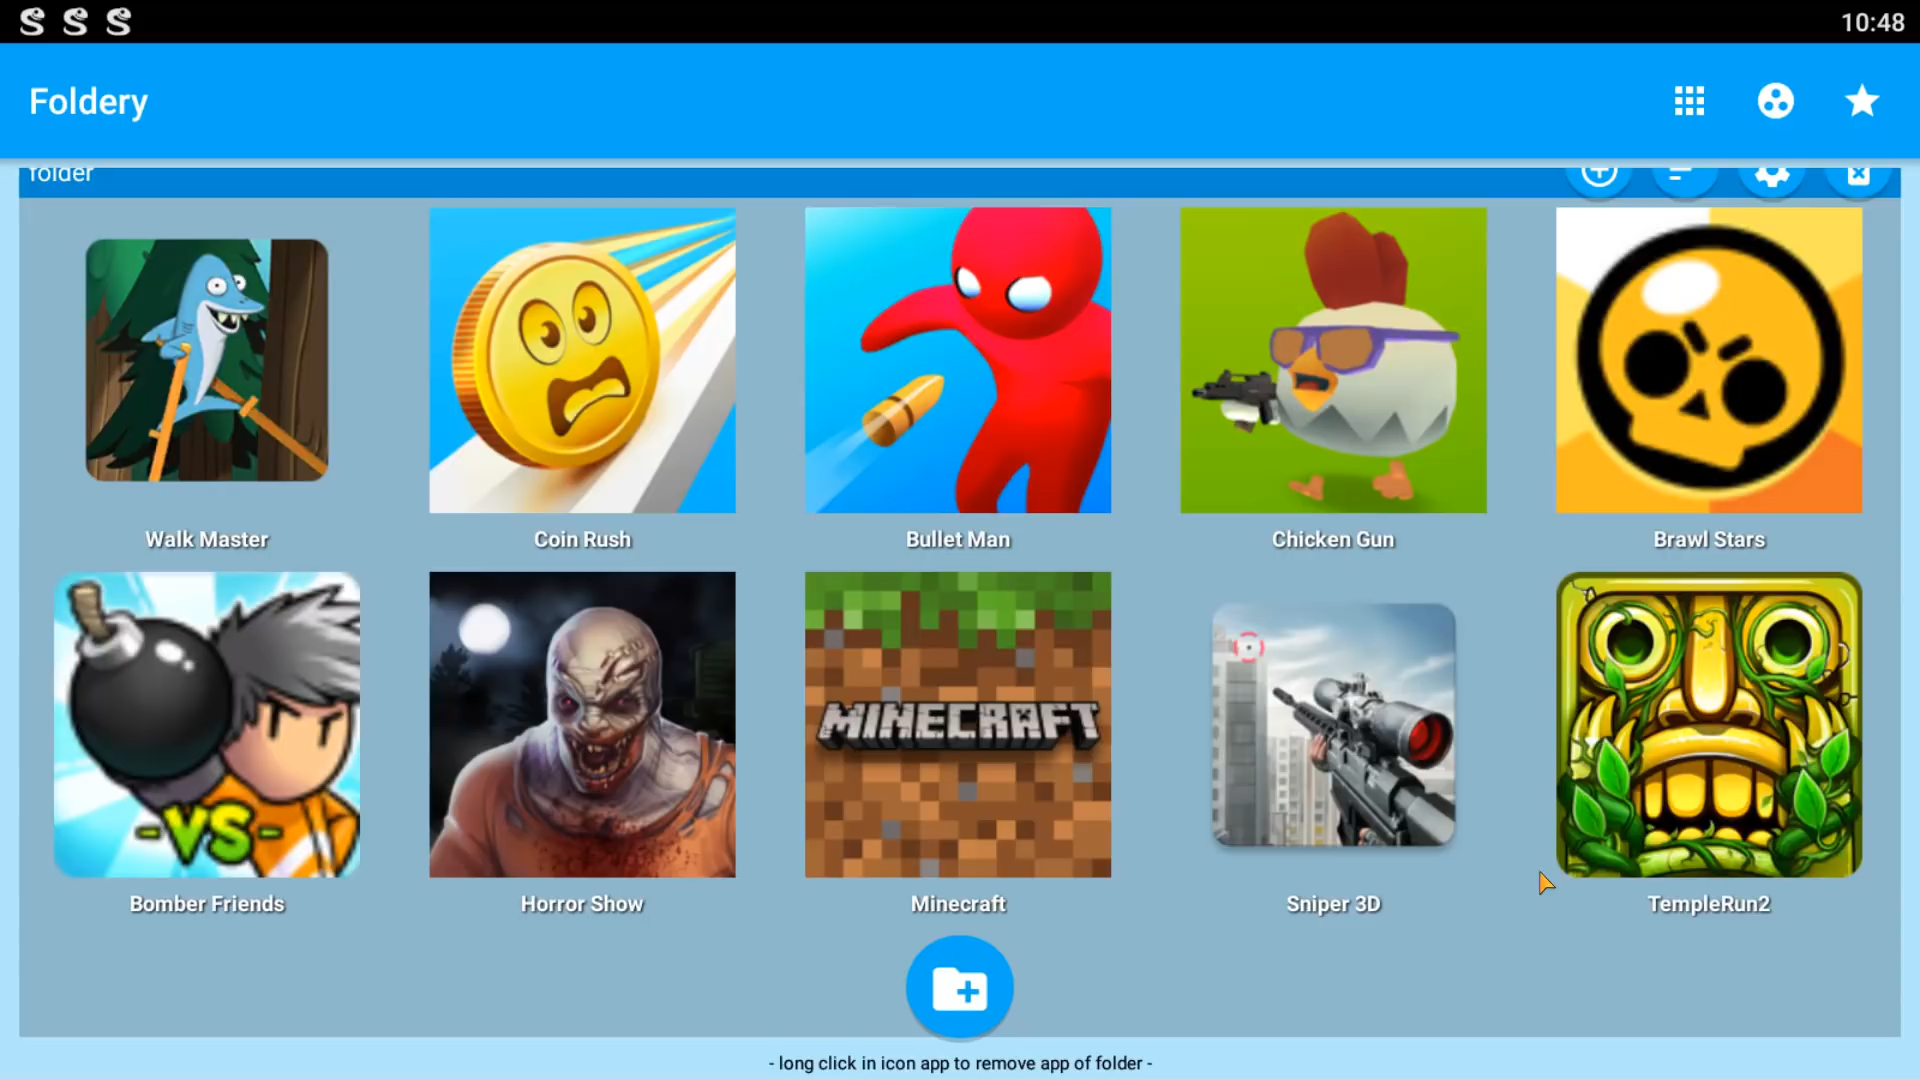 10:48
Foldery
folder
Walk Master
Coin Rush
Bullet Man
Chicken Gun
Brawl Stars
-VS-
MINECRAFT
Bomber Friends
Horror Show
Minecraft
Sniper 3D
TempleRun2
- long click in icon app to remove app of folder -